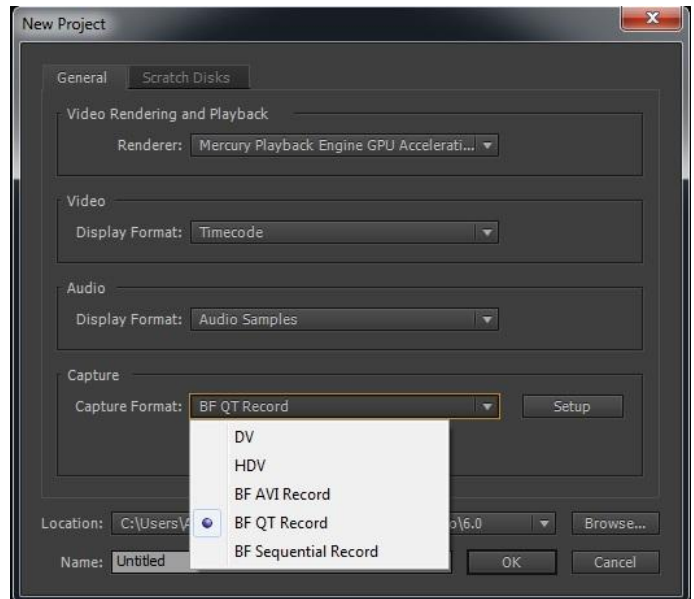 New Project
General Scratch Disks
Video Rendering and Playback
Renderer: Mercury Playback Engine GPU Accelerati...
Video
Display Format: Timecode
Audio
Display Format: Audio Samples
Capture
Capture Format: BF QT Record Setup
DV
HDV
BF AVI Record
BF QT Record
BF Sequential Record
Location: C:\Users\A o\6.0 Browse...
Name: Untitled OK Cancel